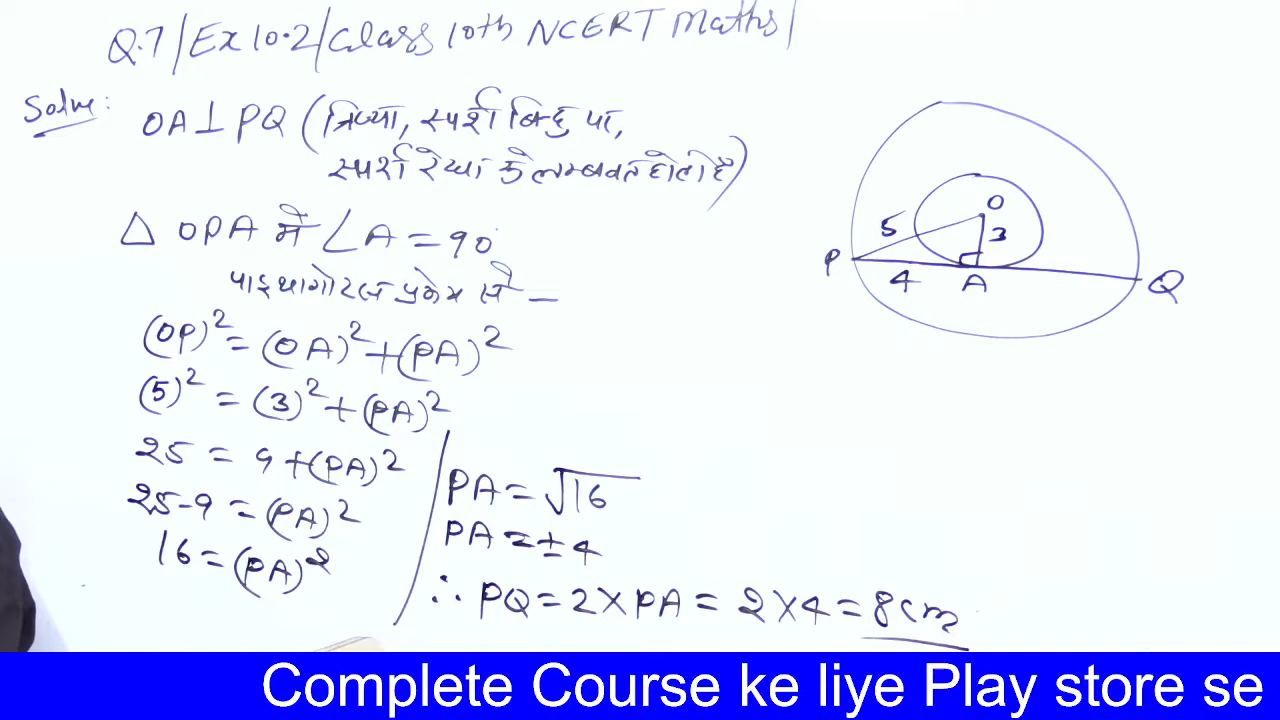 Q.7/Ex 10.2/Class 10th NCERT Maths/
Solve:
OA⊥PQ (त्रिज्या, स्पर्श बिन्दु पर,
स्पर्श रेखा के लम्बवत होती है)
△ OPA में ∠A = 90°
पाइथागोरस प्रमेय से —
(OP)² = (OA)² + (PA)²
(5)² = (3)² + (PA)²
25 = 9 + (PA)²
25-9 = (PA)²
16 = (PA)²
PA = √16
PA = ±4
∴ PQ = 2 × PA = 2 × 4 = 8cm
O
5
3
P
4
A
Q
Complete Course ke liye Play store se